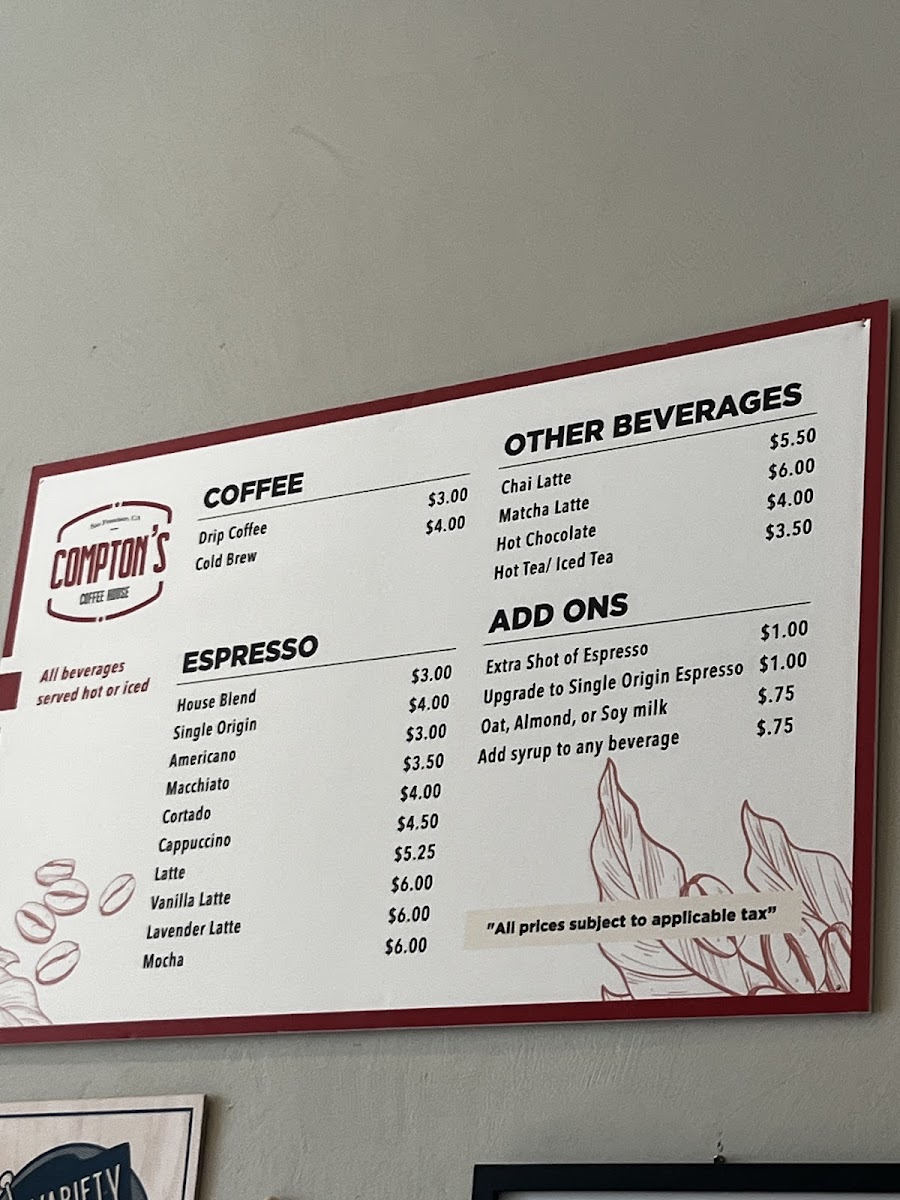 San Francisco, CA
COMPTON'S
COFFEE HOUSE
All beverages
served hot or iced
COFFEE
Drip Coffee $3.00
Cold Brew $4.00
ESPRESSO
House Blend $3.00
Single Origin $4.00
Americano $3.00
Macchiato $3.50
Cortado $4.00
Cappuccino $4.50
Latte $5.25
Vanilla Latte $6.00
Lavender Latte $6.00
Mocha $6.00
OTHER BEVERAGES
Chai Latte $5.50
Matcha Latte $6.00
Hot Chocolate $4.00
Hot Tea/ Iced Tea $3.50
ADD ONS
Extra Shot of Espresso $1.00
Upgrade to Single Origin Espresso $1.00
Oat, Almond, or Soy milk $.75
Add syrup to any beverage $.75
"All prices subject to applicable tax"
VARIETY